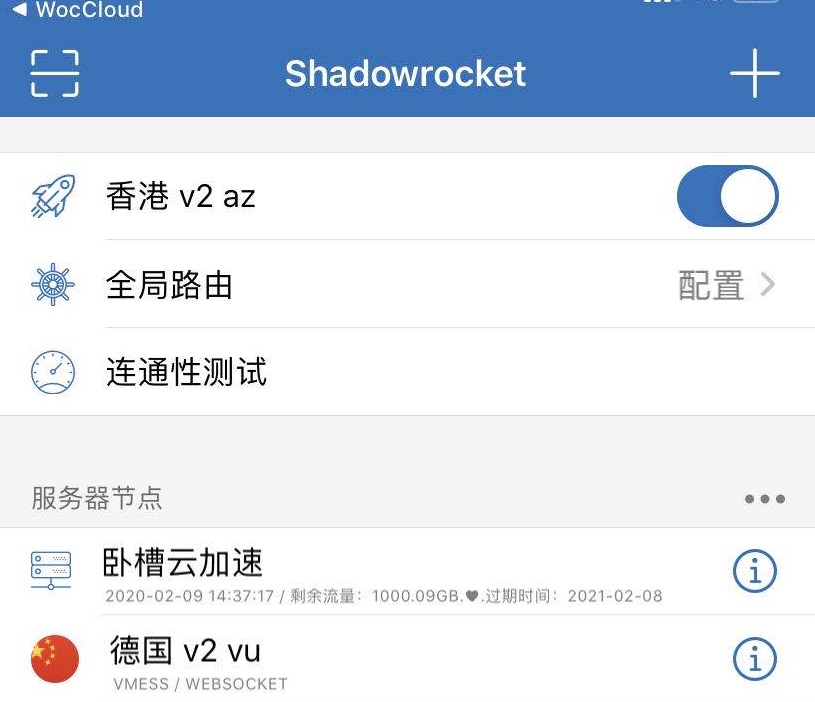 ◀ WocCloud
Shadowrocket
香港 v2 az
全局路由 配置
连通性测试
服务器节点
卧槽云加速
2020-02-09 14:37:17 / 剩余流量：1000.09GB.♥.过期时间：2021-02-08
德国 v2 vu
VMESS / WEBSOCKET